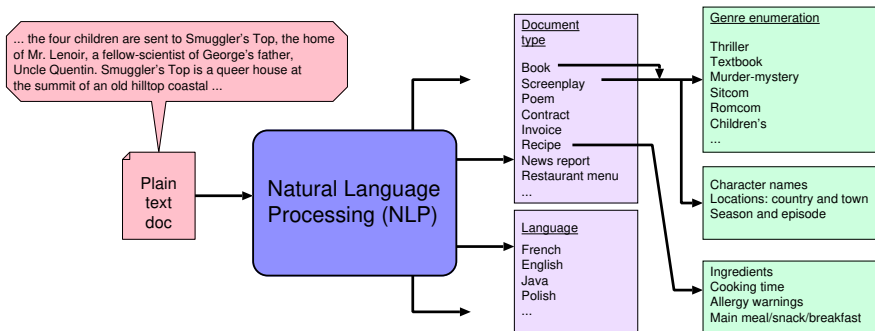 ... the four children are sent to Smuggler's Top, the home
of Mr. Lenoir, a fellow-scientist of George's father,
Uncle Quentin. Smuggler's Top is a queer house at
the summit of an old hilltop coastal ...
Plain
text
doc
Natural Language
Processing (NLP)
Document
type
Book
Screenplay
Poem
Contract
Invoice
Recipe
News report
Restaurant menu
...
Language
French
English
Java
Polish
...
Genre enumeration
Thriller
Textbook
Murder-mystery
Sitcom
Romcom
Children's
...
Character names
Locations: country and town
Season and episode
Ingredients
Cooking time
Allergy warnings
Main meal/snack/breakfast